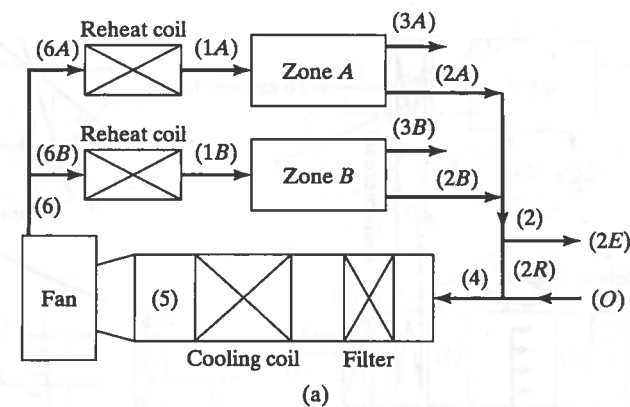 Reheat coil
(3A)
(6A)
(1A)
Zone A
(2A)
Reheat coil
(3B)
(6B)
(1B)
Zone B
(2B)
(6)
(2)
(2E)
(2R)
(4)
(O)
Fan
(5)
Cooling coil
Filter
(a)